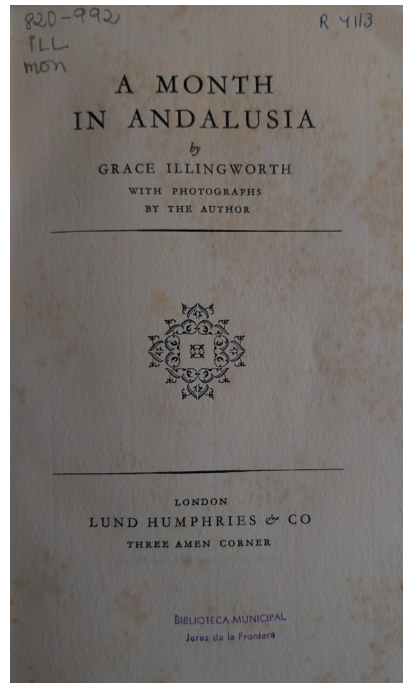 820-992
ILL
mon
R-4113
A MONTH
IN ANDALUSIA
by
GRACE ILLINGWORTH
WITH PHOTOGRAPHS
BY THE AUTHOR
LONDON
LUND HUMPHRIES & CO
THREE AMEN CORNER
BIBLIOTECA MUNICIPAL
Jerez de la Frontera